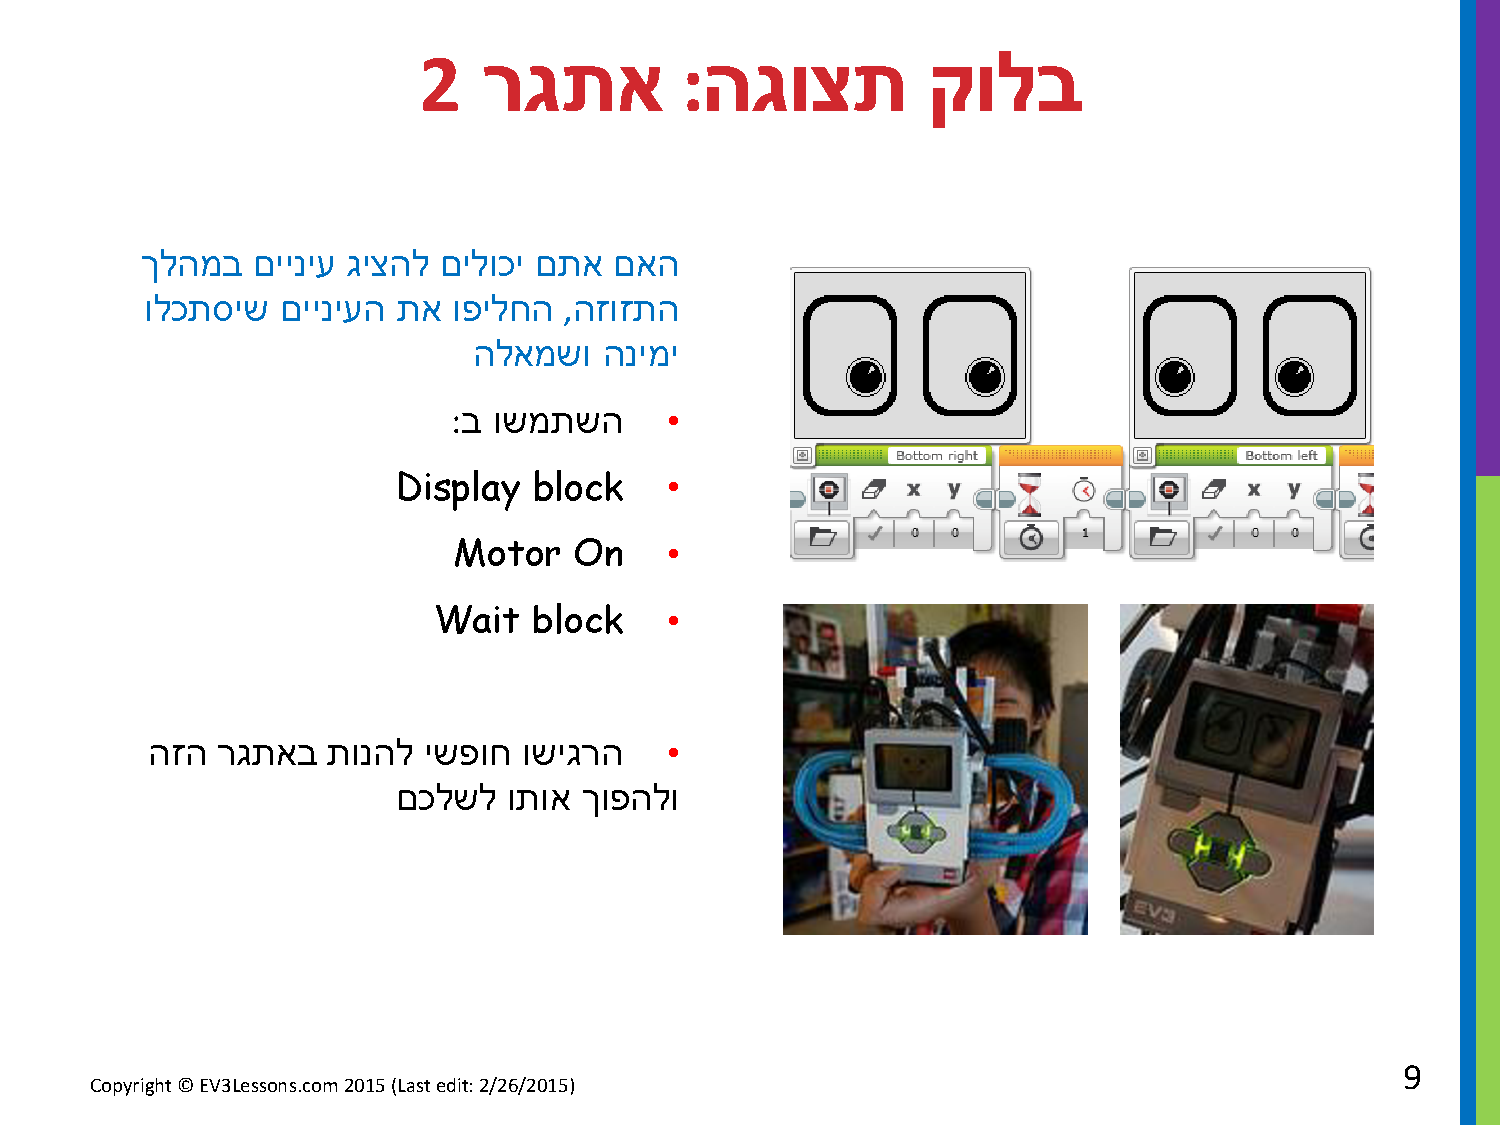 בלוק תצוגה: אתגר 2
האם אתם יכולים להציג עיניים במהלך
התזוזה, החליפו את העיניים שיסתכלו
ימינה ושמאלה
• השתמשו ב:
• Display block
• Motor On
• Wait block
• הרגישו חופשי להנות באתגר הזה
ולהפוך אותו לשלכם
Bottom right
Bottom left
x y
x y
0 0
1
0 0
EV3
Copyright © EV3Lessons.com 2015 (Last edit: 2/26/2015)
9